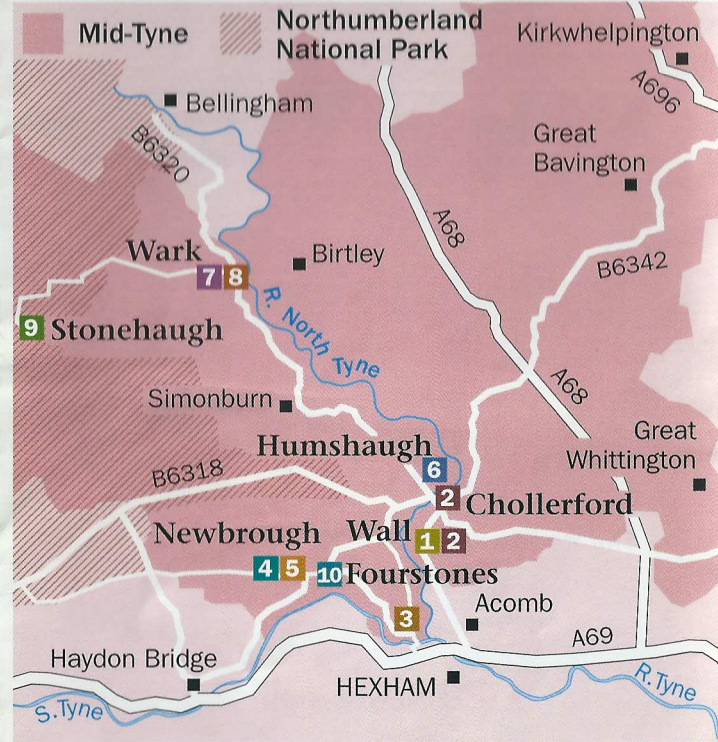 Mid-Tyne
Northumberland
National Park
Kirkwhelpington
A696
Bellingham
B6320
Great
Bavington
A68
Wark
7 8
Birtley
B6342
9 Stonehaugh
R. North Tyne
Simonburn
A68
Humshaugh
6
Great
Whittington
B6318
2 Chollerford
Newbrough
Wall
1 2
4 5
10 Fourstones
3
Acomb
A69
Haydon Bridge
HEXHAM
S.Tyne
R.Tyne